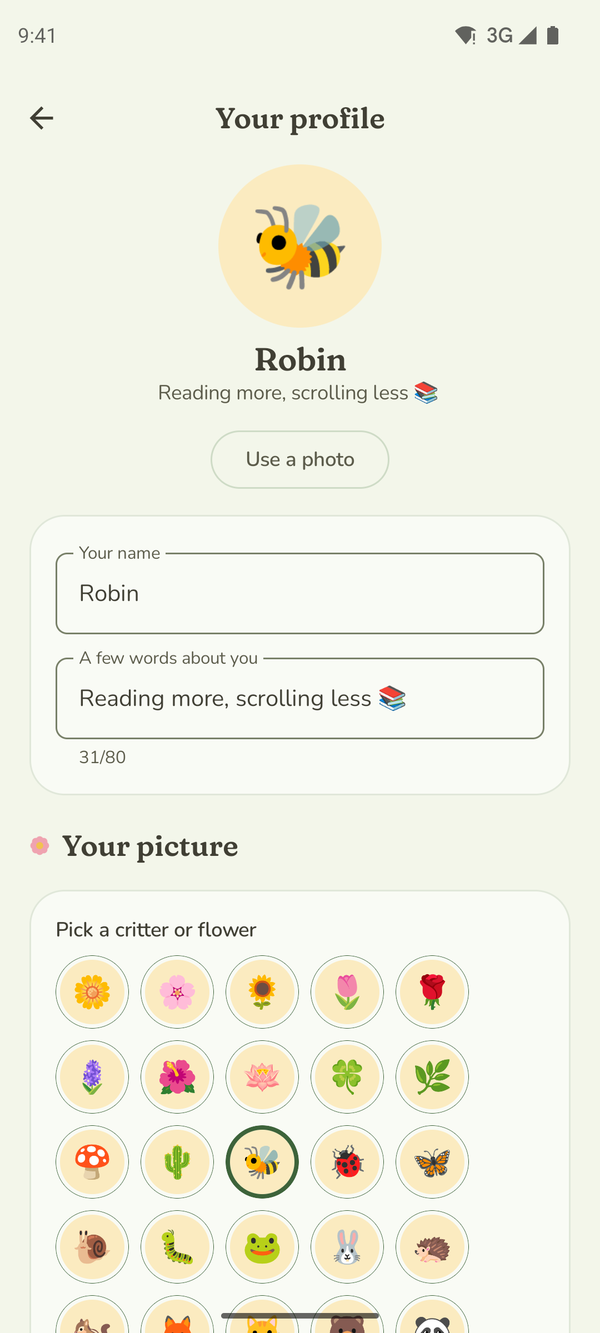 9:41
3G
Your profile
Robin
Reading more, scrolling less 📚
Use a photo
Your name
Robin
A few words about you
Reading more, scrolling less 📚
31/80
Your picture
Pick a critter or flower